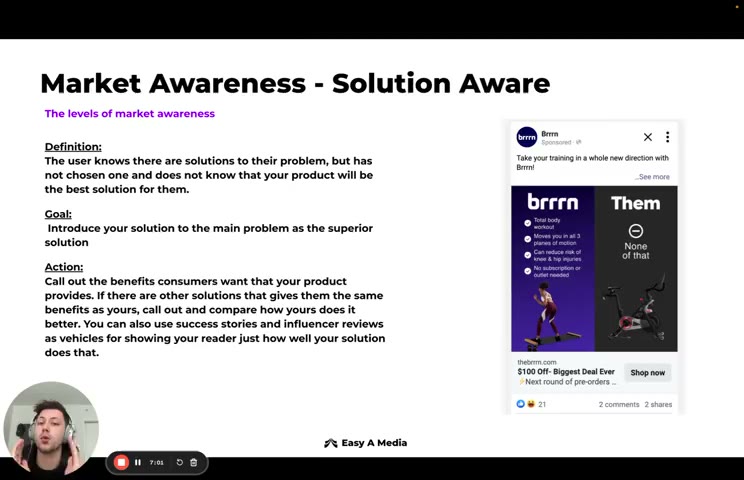 Market Awareness - Solution Aware
The levels of market awareness
Definition:
The user knows there are solutions to their problem, but has
not chosen one and does not know that your product will be
the best solution for them.
Goal:
Introduce your solution to the main problem as the superior
solution
Action:
Call out the benefits consumers want that your product
provides. If there are other solutions that gives them the same
benefits as yours, call out and compare how yours does it
better. You can also use success stories and influencer reviews
as vehicles for showing your reader just how well your solution
does that.
brrrn
Brrrn
Sponsored
Take your training in a whole new direction with
Brrrn!
...See more
brrrn
Total body
workout
Moves you in all 3
planes of motion
Can reduce risk of
knee & hip injuries
No subscription or
outlet needed
Them
None
of that
thebrrrn.com
$100 Off- Biggest Deal Ever
⚡Next round of pre-orders ...
Shop now
21
2 comments 2 shares
Easy A Media
7:01